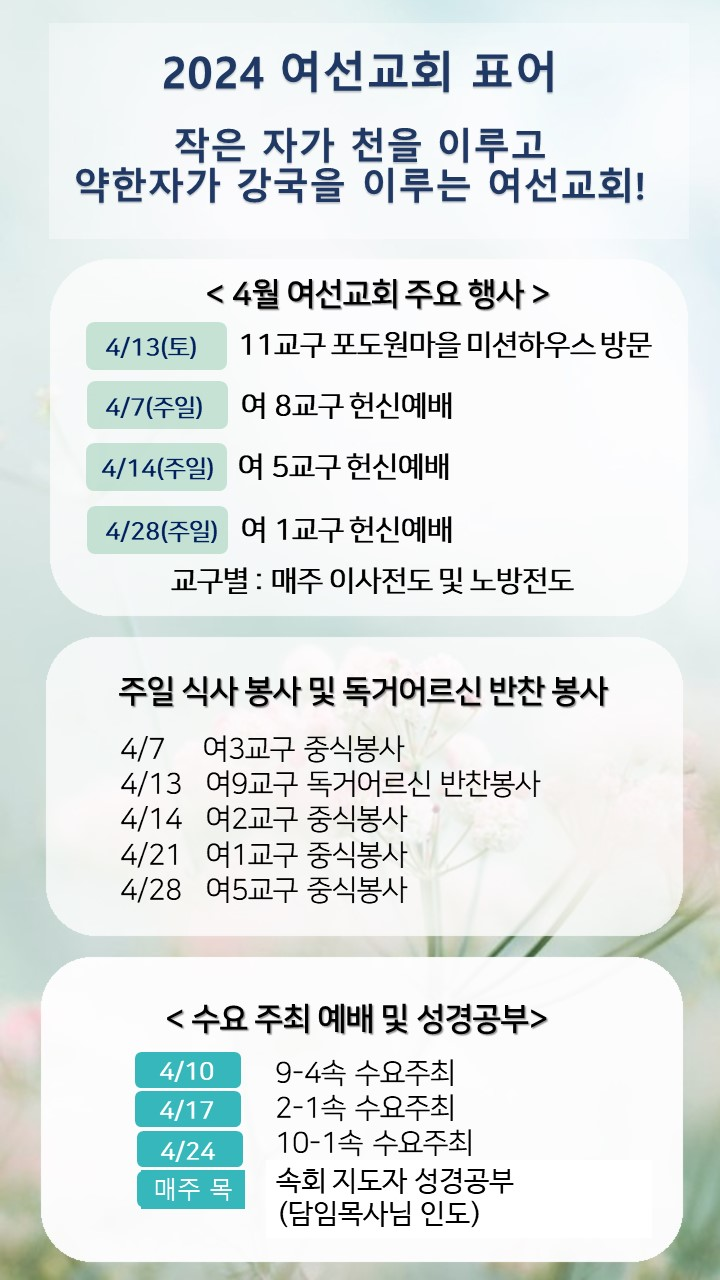 2024 여선교회 표어
작은 자가 천을 이루고
약한자가 강국을 이루는 여선교회!
< 4월 여선교회 주요 행사 >
4/13(토) 11교구 포도원마을 미션하우스 방문
4/7(주일) 여 8교구 헌신예배
4/14(주일) 여 5교구 헌신예배
4/28(주일) 여 1교구 헌신예배
교구별 : 매주 이사전도 및 노방전도
주일 식사 봉사 및 독거어르신 반찬 봉사
4/7 여3교구 중식봉사
4/13 여9교구 독거어르신 반찬봉사
4/14 여2교구 중식봉사
4/21 여1교구 중식봉사
4/28 여5교구 중식봉사
< 수요 주최 예배 및 성경공부>
4/10 9-4속 수요주최
4/17 2-1속 수요주최
4/24 10-1속 수요주최
매주 목 속회 지도자 성경공부
(담임목사님 인도)